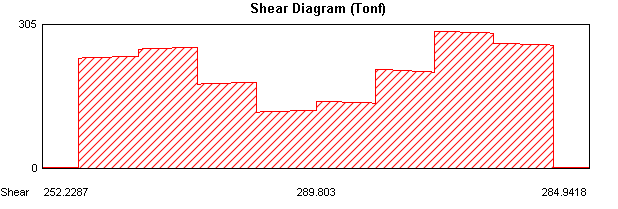 Shear Diagram (Tonf)
305
0
Shear 252.2287 289.803 284.9418